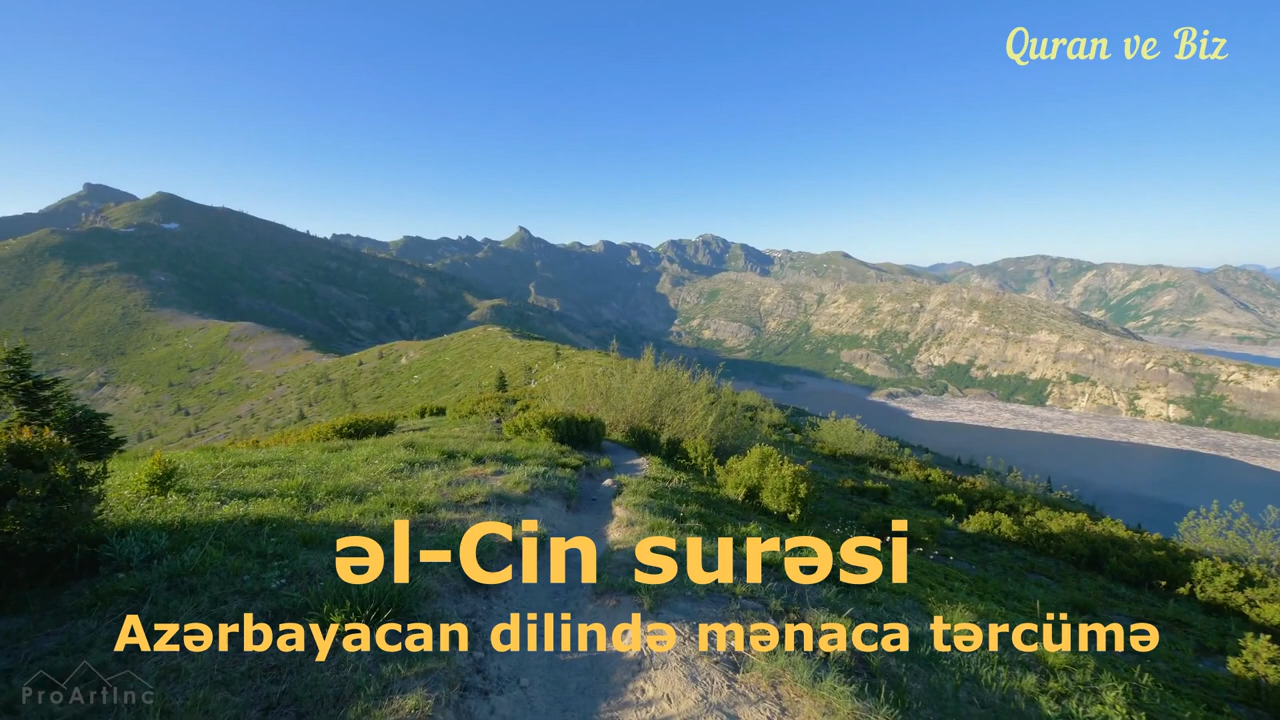 Quran ve Biz
əl-Cin surəsi
Azərbayacan dilində mənaca tərcümə
ProArtInc